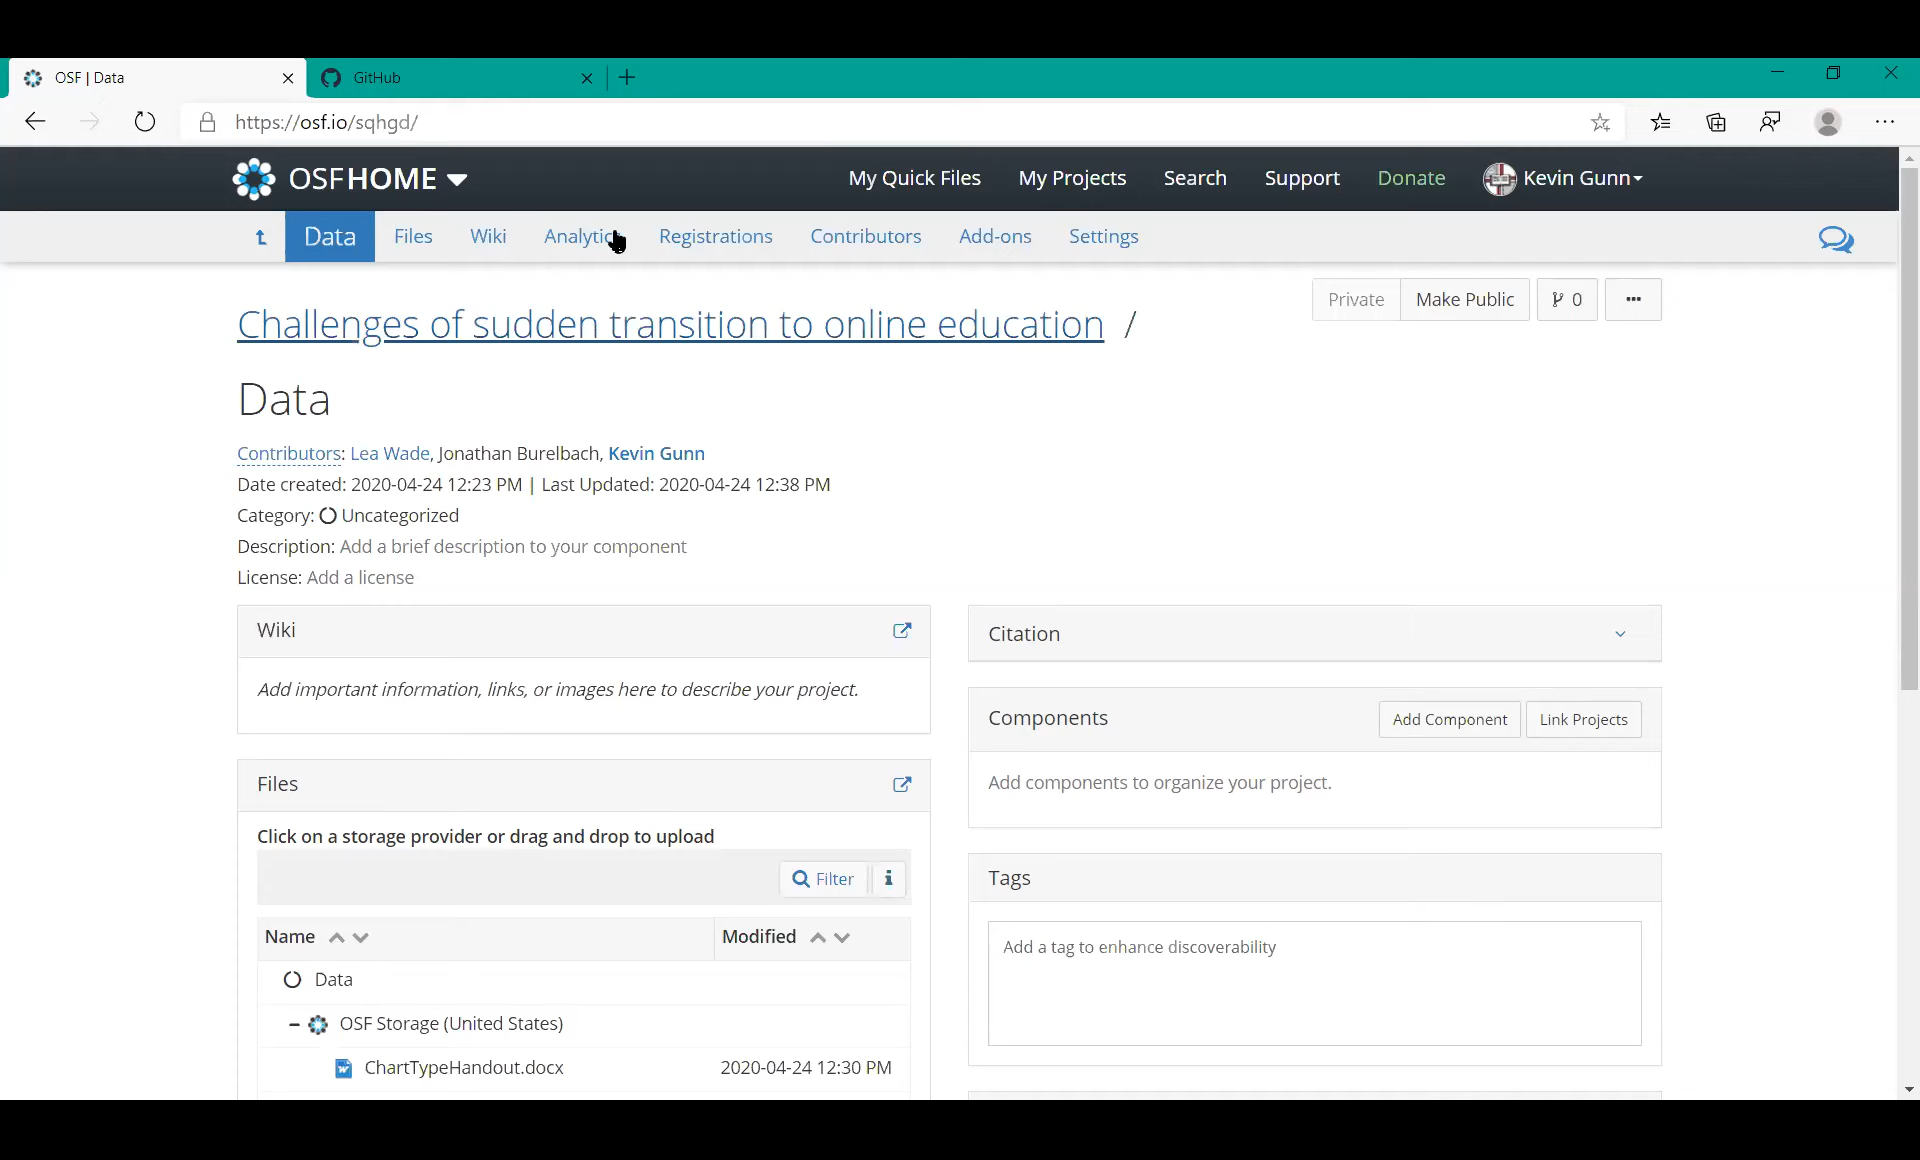 OSF | Data
GitHub
https://osf.io/sqhgd/
OSFHOME
My Quick Files
My Projects
Search
Support
Donate
Kevin Gunn
Data
Files
Wiki
Analytic
Registrations
Contributors
Add-ons
Settings
Private
Make Public
0
Challenges of sudden transition to online education /
Data
Contributors: Lea Wade, Jonathan Burelbach, Kevin Gunn
Date created: 2020-04-24 12:23 PM | Last Updated: 2020-04-24 12:38 PM
Category: Uncategorized
Description: Add a brief description to your component
License: Add a license
Wiki
Add important information, links, or images here to describe your project.
Files
Click on a storage provider or drag and drop to upload
Filter
i
Name
Modified
Data
OSF Storage (United States)
ChartTypeHandout.docx
2020-04-24 12:30 PM
Citation
Components
Add Component
Link Projects
Add components to organize your project.
Tags
Add a tag to enhance discoverability